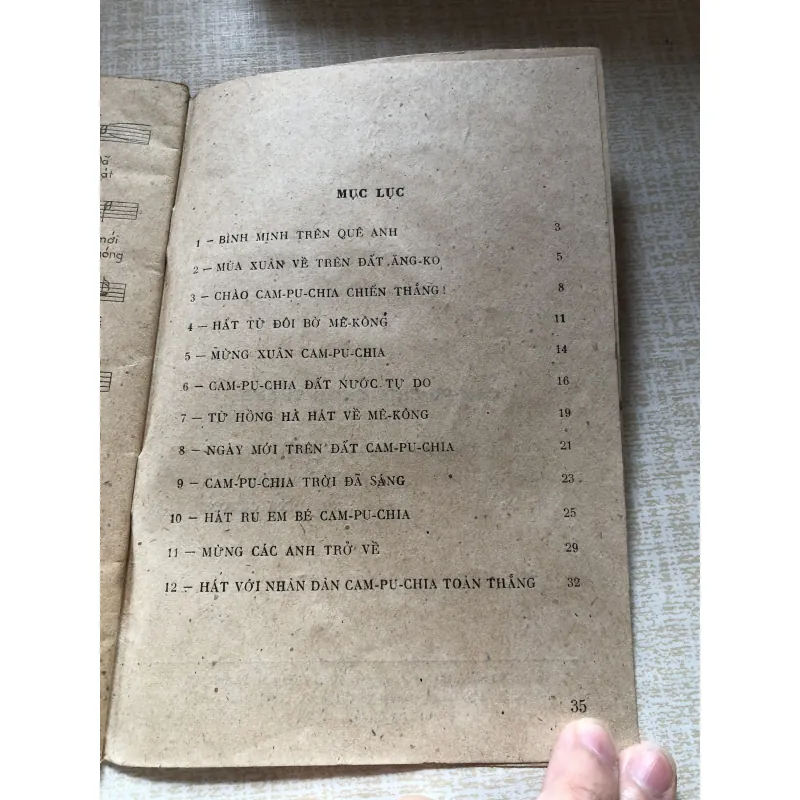 át
ới
óng
MỤC LỤC
1 — BÌNH MINH TRÊN QUÊ ANH 3
2 — MÙA XUÂN VỀ TRÊN ĐẤT ĂNG-KO 5
3 — CHÀO CAM-PU-CHIA CHIẾN THẮNG! 8
4 — HÁT TỪ ĐÔI BỜ MÊ-KÔNG 11
5 — MỪNG XUÂN CAM-PU-CHIA 14
6 — CAM-PU-CHIA ĐẤT NƯỚC TỰ DO 16
7 — TỪ HỒNG HÀ HÁT VỀ MÊ-KÔNG 19
8 — NGÀY MỚI TRÊN ĐẤT CAM-PU-CHIA 21
9 — CAM-PU-CHIA TRỜI ĐÃ SÁNG 23
10 — HÁT RU EM BÉ CAM-PU-CHIA 25
11 — MỪNG CÁC ANH TRỞ VỀ 29
12 — HÁT VỚI NHÂN DÂN CAM-PU-CHIA TOÀN THẮNG 32
35